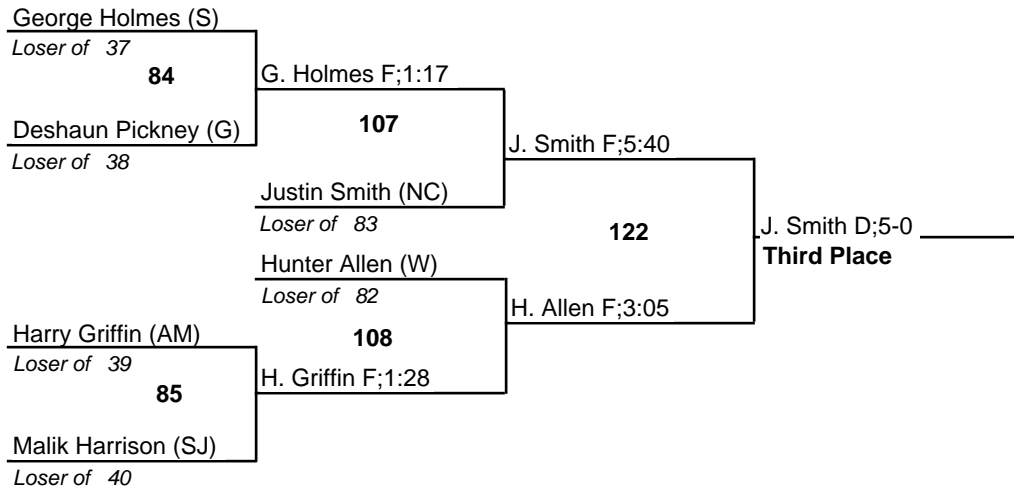 George Holmes (S)
Loser of 37
84
G. Holmes F;1:17
Deshaun Pickney (G)
Loser of 38
107
J. Smith F;5:40
Justin Smith (NC)
Loser of 83
122
J. Smith D;5-0
Third Place
Hunter Allen (W)
Loser of 82
H. Allen F;3:05
Harry Griffin (AM)
Loser of 39
108
85
H. Griffin F;1:28
Malik Harrison (SJ)
Loser of 40